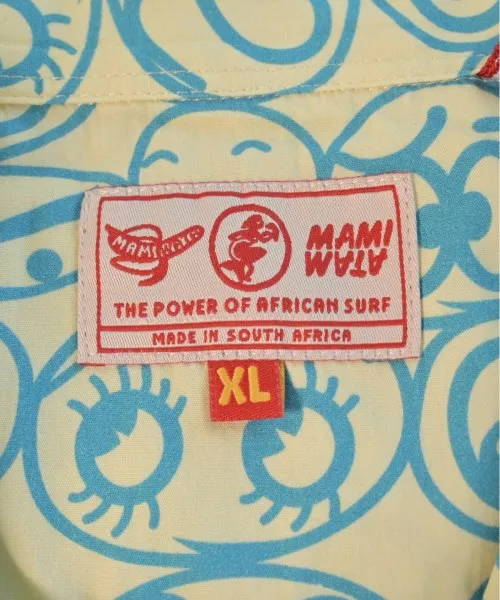 MAMI WATA
MAMI
WATA
THE POWER OF AFRICAN SURF
MADE IN SOUTH AFRICA
XL